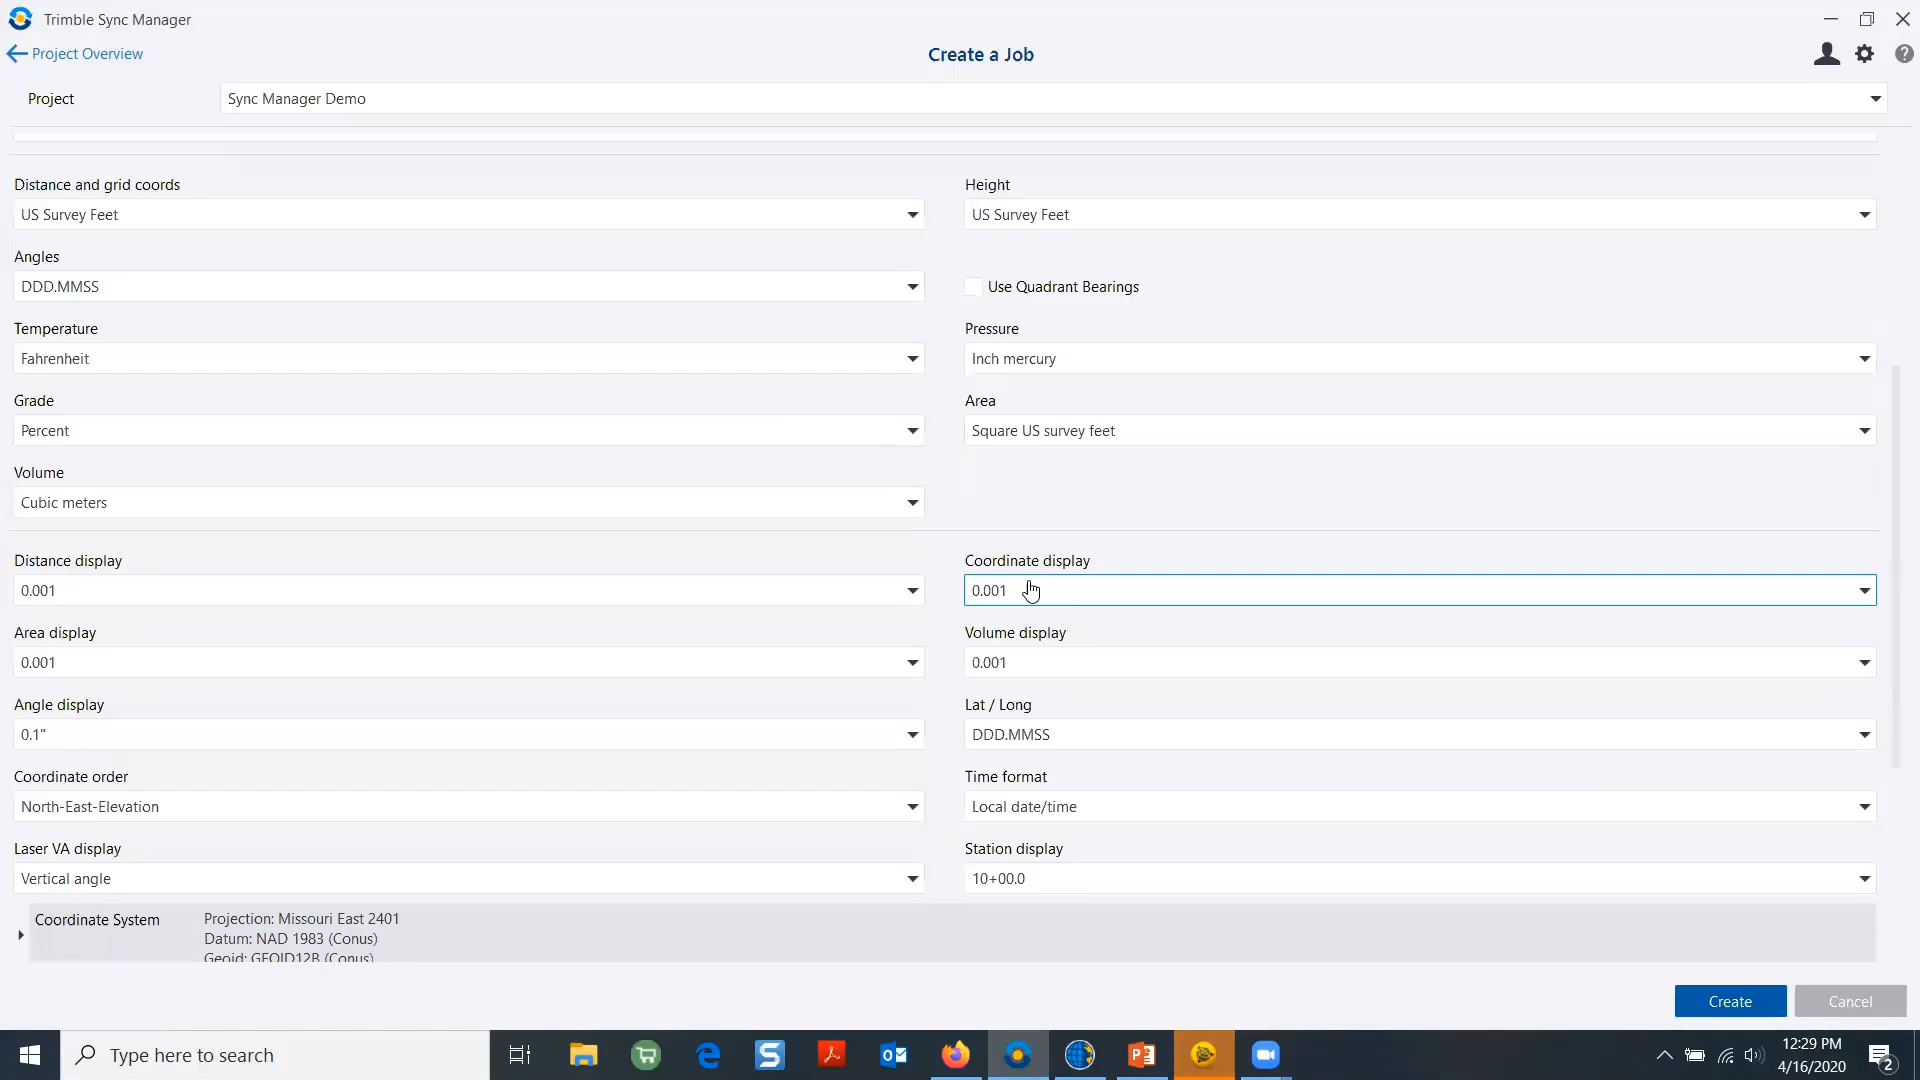 Trimble Sync Manager
Project Overview
Create a Job
Project
Sync Manager Demo
Distance and grid coords
Height
US Survey Feet
US Survey Feet
Angles
DDD.MMSS
Use Quadrant Bearings
Temperature
Pressure
Fahrenheit
Inch mercury
Grade
Area
Percent
Square US survey feet
Volume
Cubic meters
Distance display
Coordinate display
0.001
0.001
Area display
Volume display
0.001
0.001
Angle display
Lat / Long
0.1"
DDD.MMSS
Coordinate order
Time format
North-East-Elevation
Local date/time
Laser VA display
Station display
Vertical angle
10+00.0
Coordinate System
Projection: Missouri East 2401
Datum: NAD 1983 (Conus)
Geoid: GEOID12B (Conus)
Create
Cancel
Type here to search
12:29 PM
4/16/2020
2